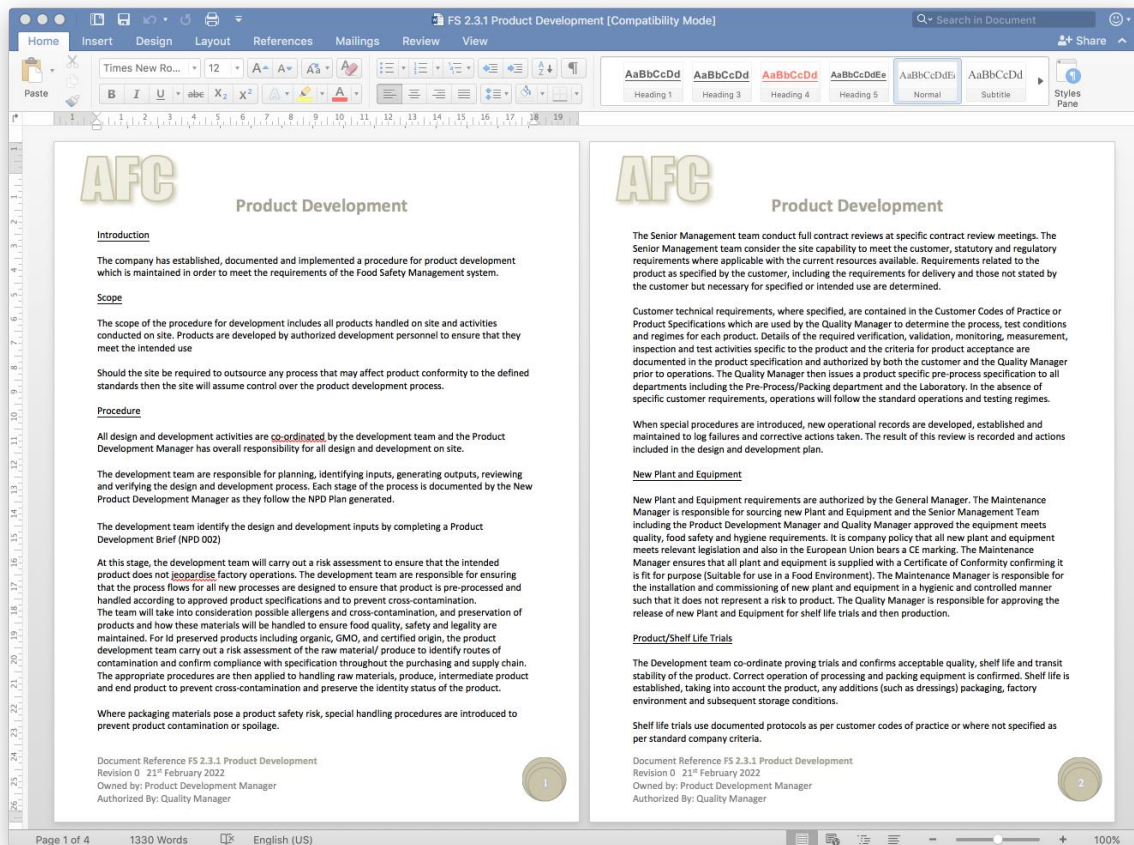 FS 2.3.1 Product Development [Compatibility Mode]
Search in Document
Home Insert Design Layout References Mailings Review View
Share
Paste
Times New Ro... 12
AaBbCcDd AaBbCcDd AaBbCcDd AaBbCcDdEe AaBbCcDdE AaBbCcDd
Heading 1 Heading 3 Heading 4 Heading 5 Normal Subtitle
Styles Pane
AFC
Product Development
Introduction
The company has established, documented and implemented a procedure for product development
which is maintained in order to meet the requirements of the Food Safety Management system.
Scope
The scope of the procedure for development includes all products handled on site and activities
conducted on site. Products are developed by authorized development personnel to ensure that they
meet the intended use
Should the site be required to outsource any process that may affect product conformity to the defined
standards then the site will assume control over the product development process.
Procedure
All design and development activities are co-ordinated by the development team and the Product
Development Manager has overall responsibility for all design and development on site.
The development team are responsible for planning, identifying inputs, generating outputs, reviewing
and verifying the design and development process. Each stage of the process is documented by the New
Product Development Manager as they follow the NPD Plan generated.
The development team identify the design and development inputs by completing a Product
Development Brief (NPD 002)
At this stage, the development team will carry out a risk assessment to ensure that the intended
product does not jeopardise factory operations. The development team are responsible for ensuring
that the process flows for all new processes are designed to ensure that product is pre-processed and
handled according to approved product specifications and to prevent cross-contamination.
The team will take into consideration possible allergens and cross-contamination, and preservation of
products and how these materials will be handled to ensure food quality, safety and legality are
maintained. For Id preserved products including organic, GMO, and certified origin, the product
development team carry out a risk assessment of the raw material/ produce to identify routes of
contamination and confirm compliance with specification throughout the purchasing and supply chain.
The appropriate procedures are then applied to handling raw materials, produce, intermediate product
and end product to prevent cross-contamination and preserve the identity status of the product.
Where packaging materials pose a product safety risk, special handling procedures are introduced to
prevent product contamination or spoilage.
Document Reference FS 2.3.1 Product Development
Revision 0 21st February 2022
Owned by: Product Development Manager
Authorized By: Quality Manager
1
AFC
Product Development
The Senior Management team conduct full contract reviews at specific contract review meetings. The
Senior Management team consider the site capability to meet the customer, statutory and regulatory
requirements where applicable with the current resources available. Requirements related to the
product as specified by the customer, including the requirements for delivery and those not stated by
the customer but necessary for specified or intended use are determined.
Customer technical requirements, where specified, are contained in the Customer Codes of Practice or
Product Specifications which are used by the Quality Manager to determine the process, test conditions
and regimes for each product. Details of the required verification, validation, monitoring, measurement,
inspection and test activities specific to the product and the criteria for product acceptance are
documented in the product specification and authorized by both the customer and the Quality Manager
prior to operations. The Quality Manager then issues a product specific pre-process specification to all
departments including the Pre-Process/Packing department and the Laboratory. In the absence of
specific customer requirements, operations will follow the standard operations and testing regimes.
When special procedures are introduced, new operational records are developed, established and
maintained to log failures and corrective actions taken. The result of this review is recorded and actions
included in the design and development plan.
New Plant and Equipment
New Plant and Equipment requirements are authorized by the General Manager. The Maintenance
Manager is responsible for sourcing new Plant and Equipment and the Senior Management Team
including the Product Development Manager and Quality Manager approved the equipment meets
quality, food safety and hygiene requirements. It is company policy that all new plant and equipment
meets relevant legislation and also in the European Union bears a CE marking. The Maintenance
Manager ensures that all plant and equipment is supplied with a Certificate of Conformity confirming it
is fit for purpose (Suitable for use in a Food Environment). The Maintenance Manager is responsible for
the installation and commissioning of new plant and equipment in a hygienic and controlled manner
such that it does not represent a risk to product. The Quality Manager is responsible for approving the
release of new Plant and Equipment for shelf life trials and then production.
Product/Shelf Life Trials
The Development team co-ordinate proving trials and confirms acceptable quality, shelf life and transit
stability of the product. Correct operation of processing and packing equipment is confirmed. Shelf life is
established, taking into account the product, any additions (such as dressings) packaging, factory
environment and subsequent storage conditions.
Shelf life trials use documented protocols as per customer codes of practice or where not specified as
per standard company criteria.
Document Reference FS 2.3.1 Product Development
Revision 0 21st February 2022
Owned by: Product Development Manager
Authorized By: Quality Manager
2
Page 1 of 4 1330 Words English (US) 100%